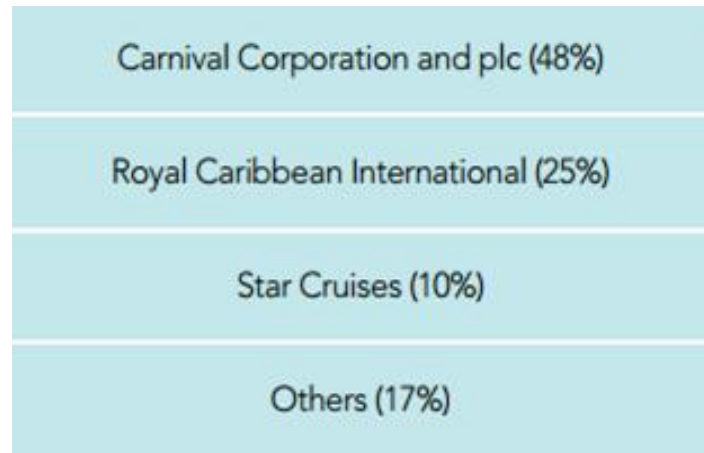 Carnival Corporation and plc (48%)
Royal Caribbean International (25%)
Star Cruises (10%)
Others (17%)